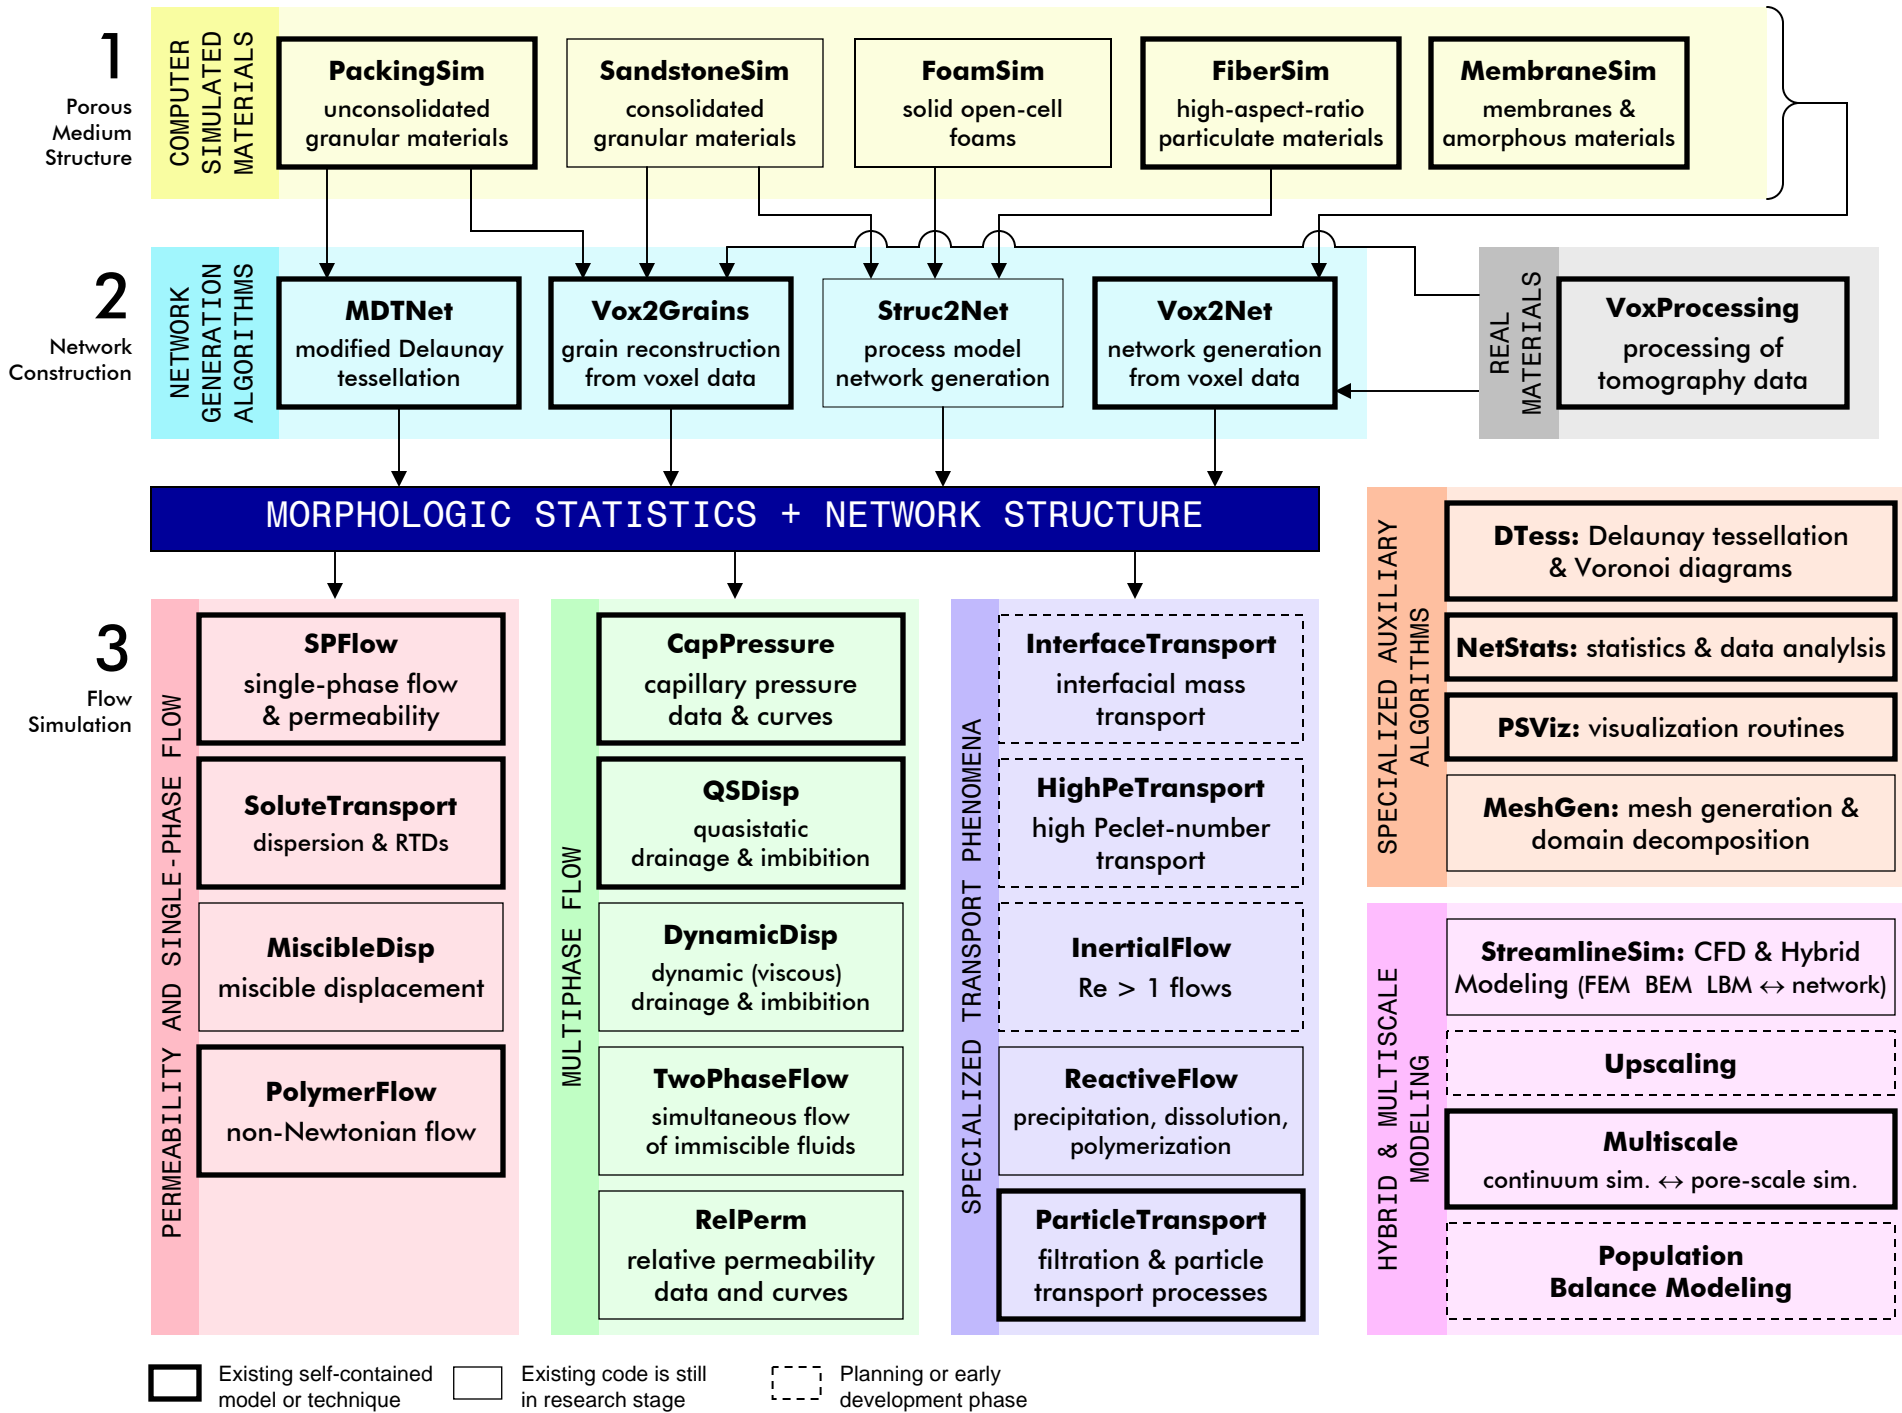 1
Porous
Medium
Structure
COMPUTER
SIMULATED
MATERIALS
PackingSim
unconsolidated
granular materials
SandstoneSim
consolidated
granular materials
FoamSim
solid open-cell
foams
FiberSim
high-aspect-ratio
particulate materials
MembraneSim
membranes &
amorphous materials
2
Network
Construction
NETWORK
GENERATION
ALGORITHMS
MDTNet
modified Delaunay
tessellation
Vox2Grains
grain reconstruction
from voxel data
Struc2Net
process model
network generation
Vox2Net
network generation
from voxel data
REAL
MATERIALS
VoxProcessing
processing of
tomography data
MORPHOLOGIC STATISTICS + NETWORK STRUCTURE
3
Flow
Simulation
PERMEABILITY AND SINGLE-PHASE FLOW
SPFlow
single-phase flow
& permeability
SoluteTransport
dispersion & RTDs
MiscibleDisp
miscible displacement
PolymerFlow
non-Newtonian flow
MULTIPHASE FLOW
CapPressure
capillary pressure
data & curves
QSDisp
quasistatic
drainage & imbibition
DynamicDisp
dynamic (viscous)
drainage & imbibition
TwoPhaseFlow
simultaneous flow
of immiscible fluids
RelPerm
relative permeability
data and curves
SPECIALIZED TRANSPORT PHENOMENA
InterfaceTransport
interfacial mass
transport
HighPeTransport
high Peclet-number
transport
InertialFlow
Re > 1 flows
ReactiveFlow
precipitation, dissolution,
polymerization
ParticleTransport
filtration & particle
transport processes
SPECIALIZED AUXILIARY
ALGORITHMS
DTess: Delaunay tessellation
& Voronoi diagrams
NetStats: statistics & data analylsis
PSViz: visualization routines
MeshGen: mesh generation &
domain decomposition
HYBRID & MULTISCALE
MODELING
StreamlineSim: CFD & Hybrid
Modeling (FEM BEM LBM ↔ network)
Upscaling
Multiscale
continuum sim. ↔ pore-scale sim.
Population
Balance Modeling
Existing self-contained
model or technique
Existing code is still
in research stage
Planning or early
development phase